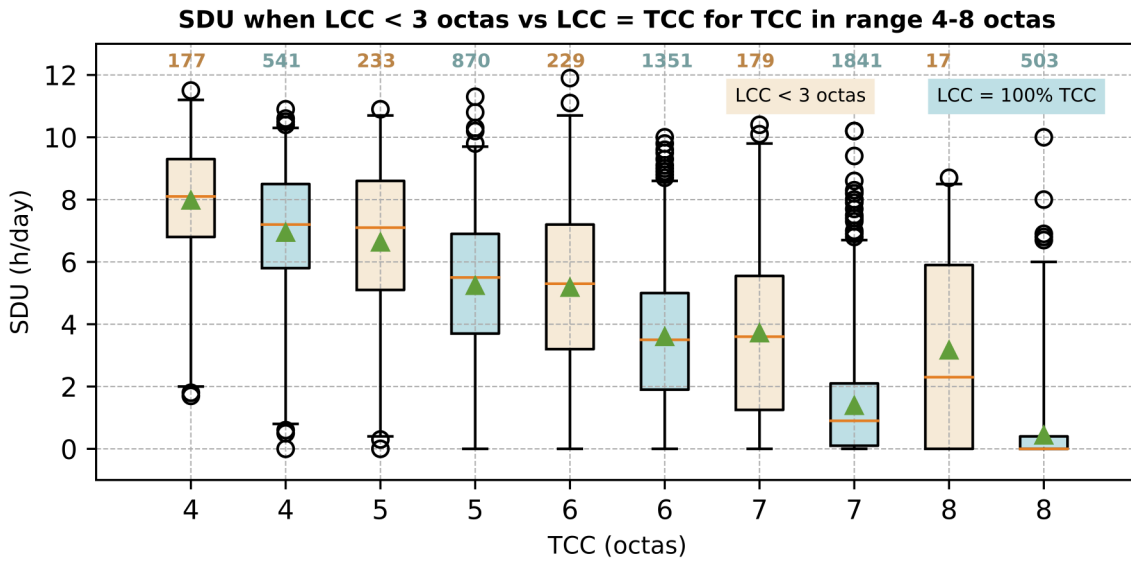 SDU when LCC < 3 octas vs LCC = TCC for TCC in range 4-8 octas
177 541 233 870 229 1351 179 1841 17 503
LCC < 3 octas LCC = 100% TCC
SDU (h/day)
12
10
8
6
4
2
0
4 4 5 5 6 6 7 7 8 8
TCC (octas)